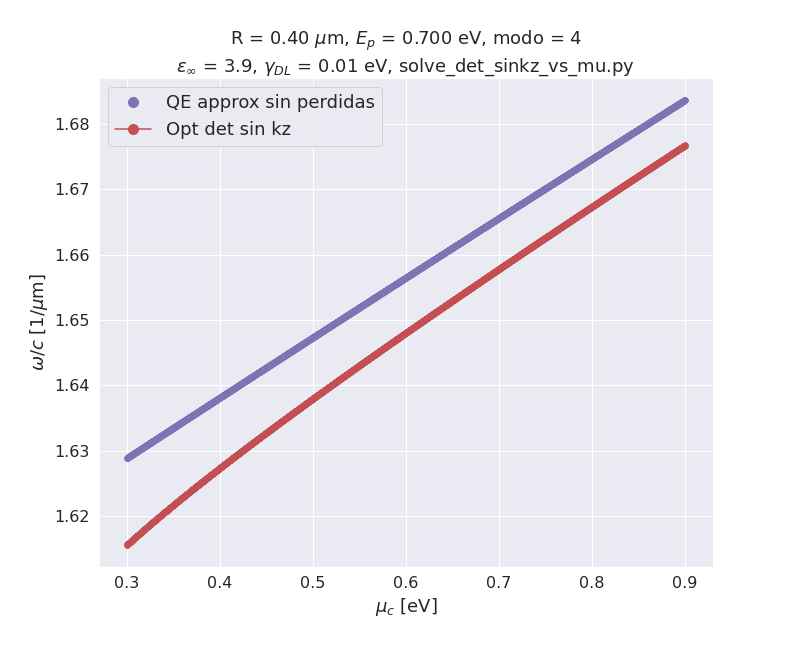 R = 0.40 μm, E_p = 0.700 eV, modo = 4
ε_∞ = 3.9, γ_DL = 0.01 eV, solve_det_sinkz_vs_mu.py
QE approx sin perdidas
Opt det sin kz
1.68
1.67
1.66
1.65
1.64
1.63
1.62
ω/c [1/μm]
0.3 0.4 0.5 0.6 0.7 0.8 0.9
μ_c [eV]